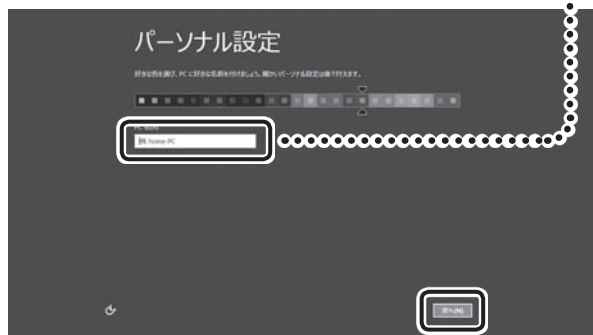 パーソナル設定
好きな色を選び、PC に好きな名前を付けましょう。細かいパーソナル設定は後で行えます。
PC 名(N)
例: home-PC
次へ(N)